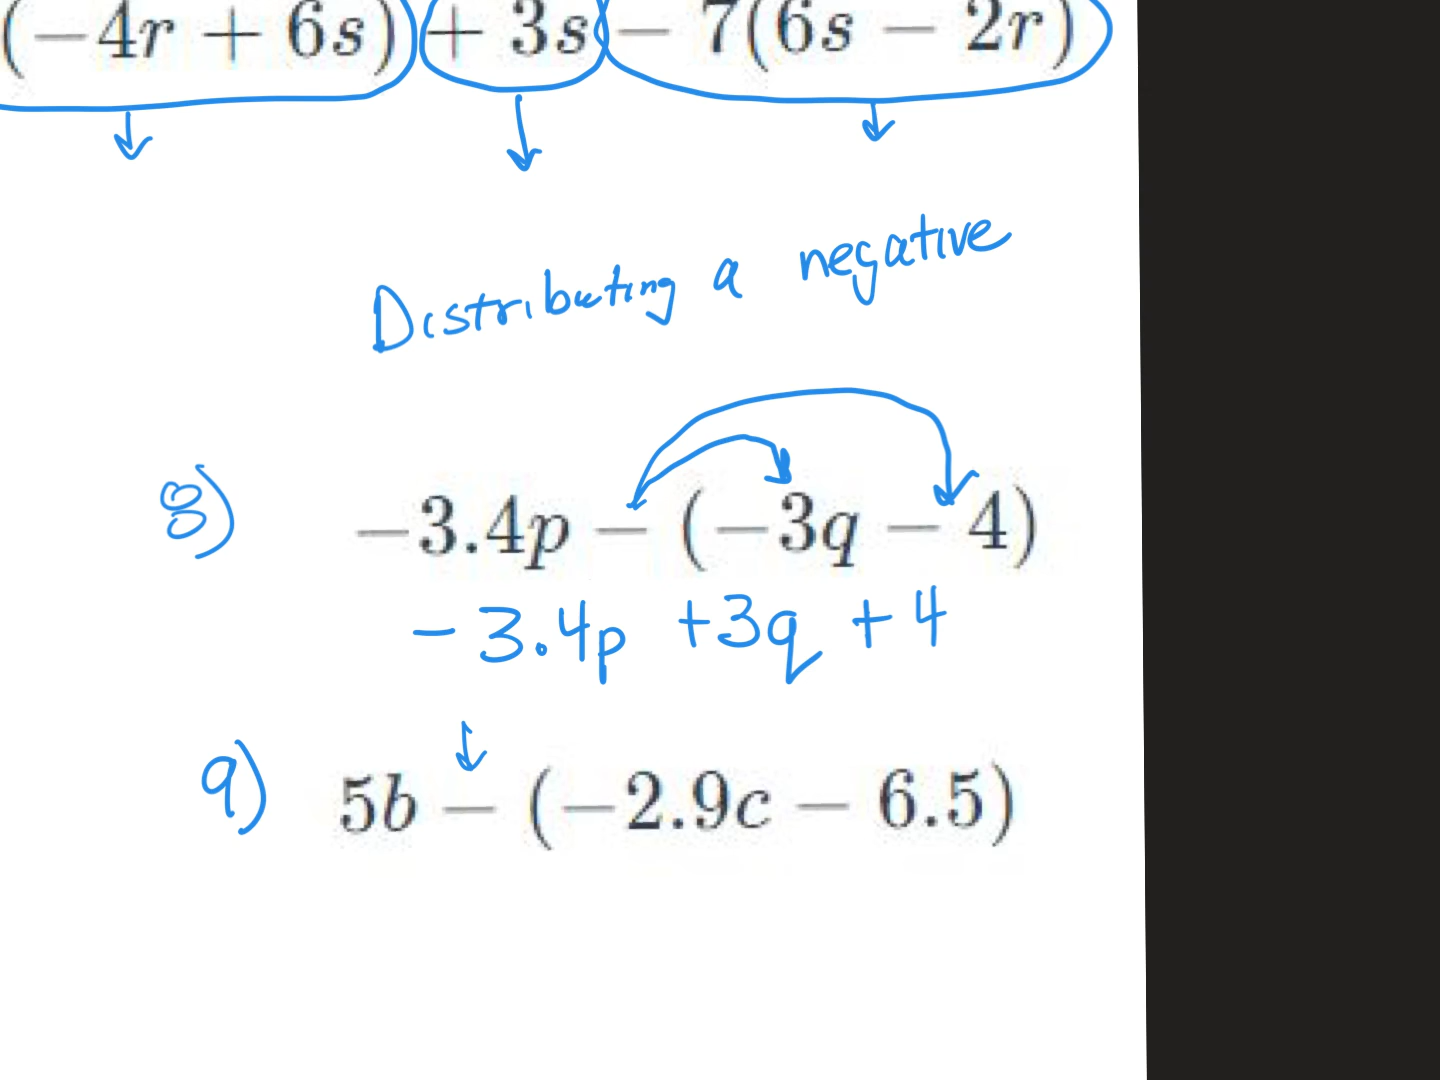 (−4r + 6s) + 3s − 7(6s − 2r)
Distributing a negative
8) −3.4p − (−3q − 4)
−3.4p +3q +4
9) 5b − (−2.9c − 6.5)